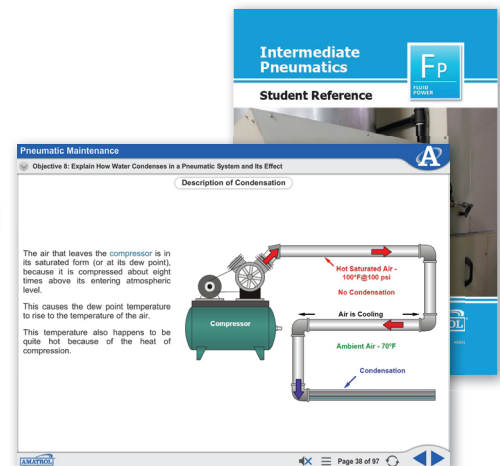 Intermediate
Pneumatics
Student Reference
FP
FLUID
POWER
Pneumatic Maintenance
A
Objective 8: Explain How Water Condenses in a Pneumatic System and Its Effect
Description of Condensation
The air that leaves the compressor is in
its saturated form (or at its dew point),
because it is compressed about eight
times above its entering atmospheric
level.
This causes the dew point temperature
to rise to the temperature of the air.
This temperature also happens to be
quite hot because of the heat of
compression.
Compressor
Hot Saturated Air -
100°F@100 psi
No Condensation
Air is Cooling
Ambient Air - 70°F
Condensation
AMATROL
Page 38 of 97